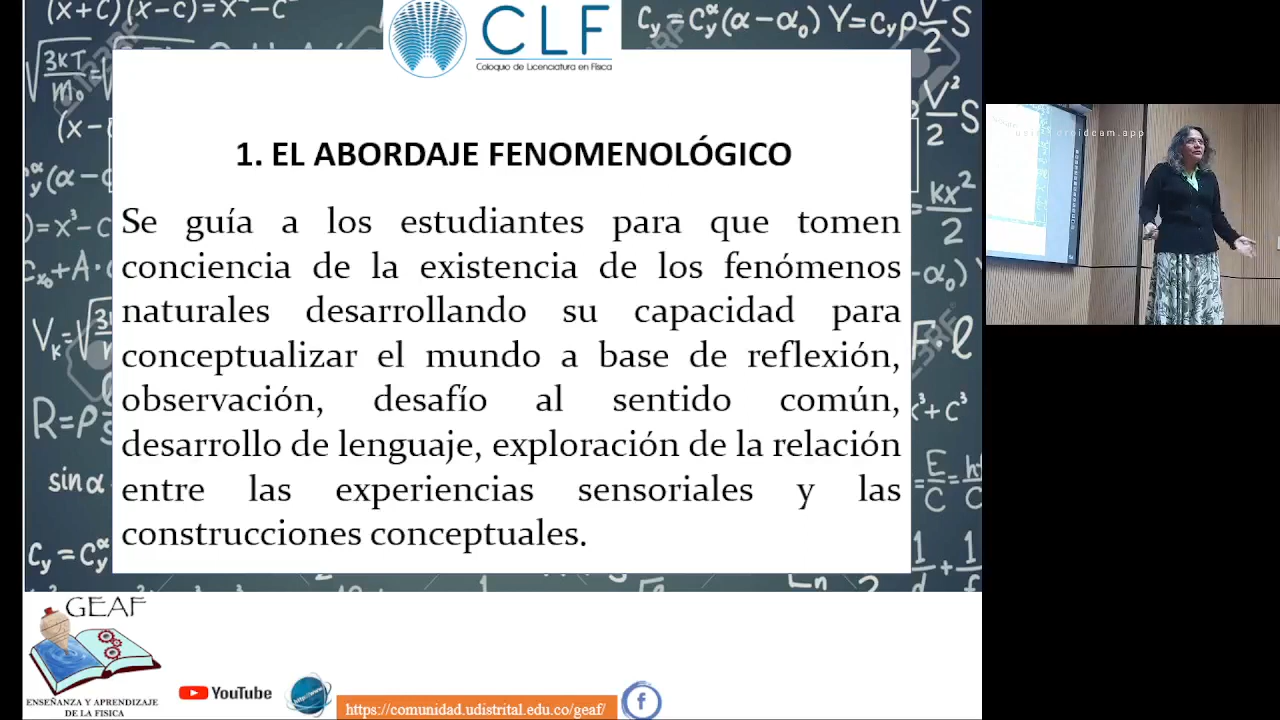 CLF
Coloquio de Licenciatura en Física
1. EL ABORDAJE FENOMENOLÓGICO
Se guía a los estudiantes para que tomen
conciencia de la existencia de los fenómenos
naturales desarrollando su capacidad para
conceptualizar el mundo a base de reflexión,
observación, desafío al sentido común,
desarrollo de lenguaje, exploración de la relación
entre las experiencias sensoriales y las
construcciones conceptuales.
GEAF
ENSEÑANZA Y APRENDIZAJE
DE LA FISICA
YouTube
https://comunidad.udistrital.edu.co/geaf/